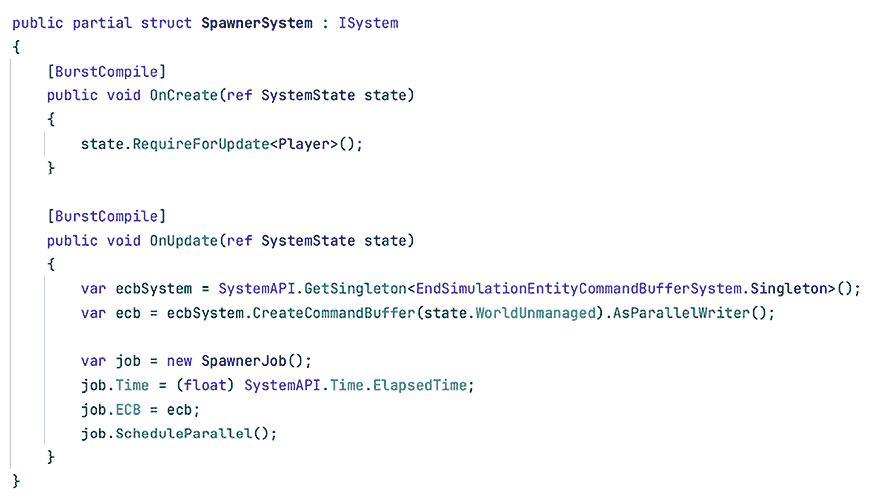 public partial struct SpawnerSystem : ISystem
{
    [BurstCompile]
    public void OnCreate(ref SystemState state)
    {
        state.RequireForUpdate<Player>();
    }

    [BurstCompile]
    public void OnUpdate(ref SystemState state)
    {
        var ecbSystem = SystemAPI.GetSingleton<EndSimulationEntityCommandBufferSystem.Singleton>();
        var ecb = ecbSystem.CreateCommandBuffer(state.WorldUnmanaged).AsParallelWriter();

        var job = new SpawnerJob();
        job.Time = (float) SystemAPI.Time.ElapsedTime;
        job.ECB = ecb;
        job.ScheduleParallel();
    }
}